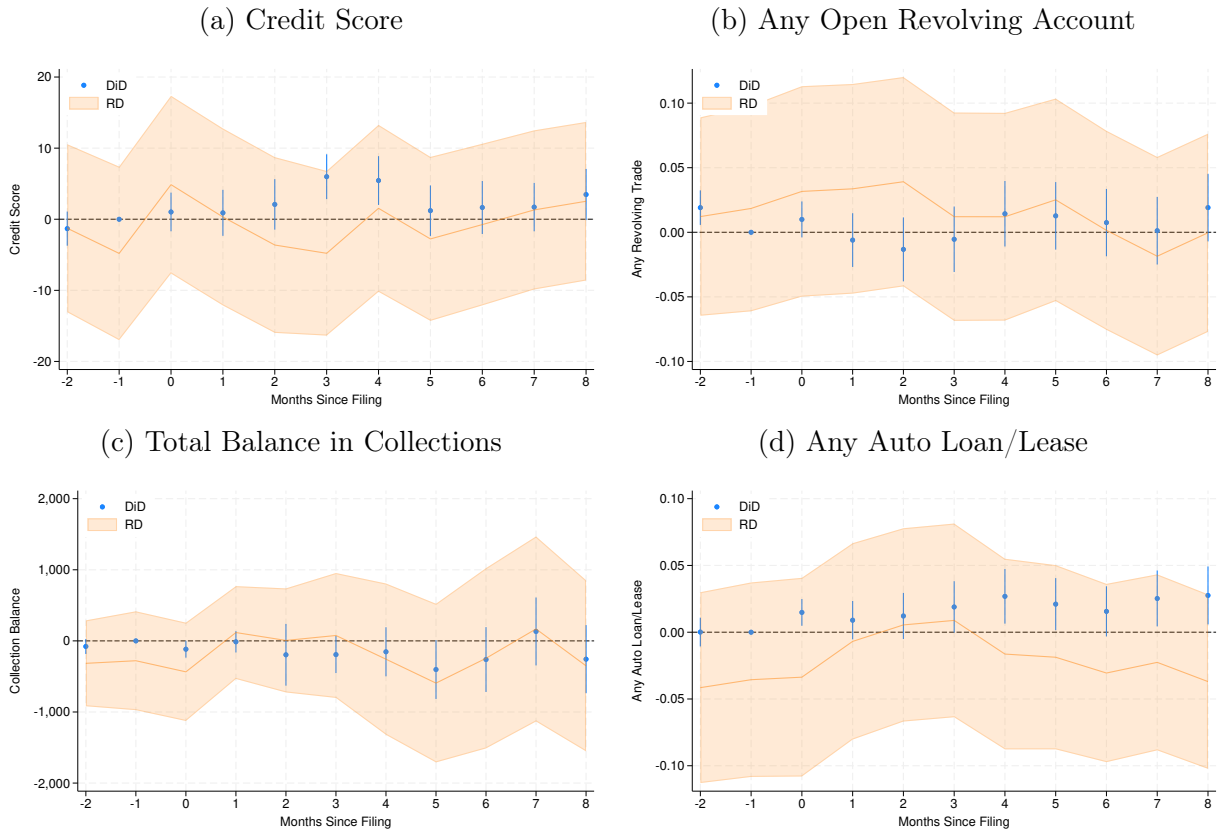 (a) Credit Score
(b) Any Open Revolving Account
20
10
0
-10
-20
Credit Score
DiD
RD
-2 -1 0 1 2 3 4 5 6 7 8
Months Since Filing
0.10
0.05
0.00
-0.05
-0.10
Any Revolving Trade
DiD
RD
-2 -1 0 1 2 3 4 5 6 7 8
Months Since Filing
(c) Total Balance in Collections
(d) Any Auto Loan/Lease
2,000
1,000
0
-1,000
-2,000
Collection Balance
DiD
RD
-2 -1 0 1 2 3 4 5 6 7 8
Months Since Filing
0.10
0.05
0.00
-0.05
-0.10
Any Auto Loan/Lease
DiD
RD
-2 -1 0 1 2 3 4 5 6 7 8
Months Since Filing